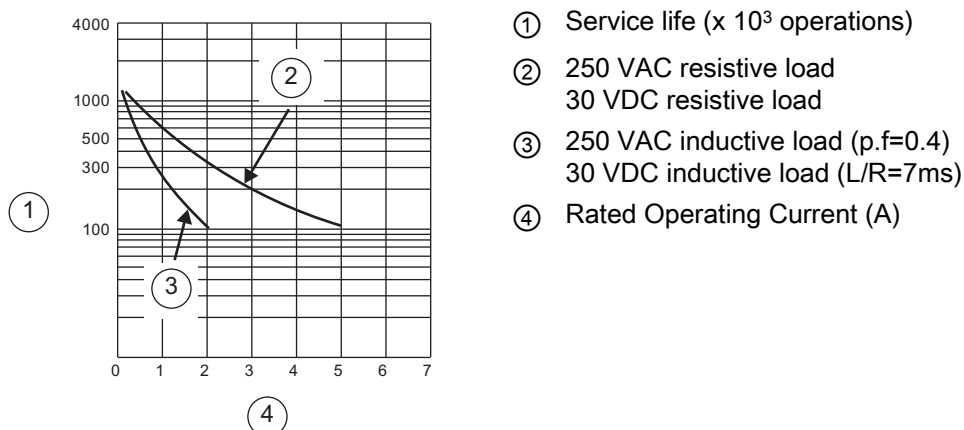 4000
1000
500
300
100
0 1 2 3 4 5 6 7
①
②
③
④
① Service life (x 10³ operations)
② 250 VAC resistive load
30 VDC resistive load
③ 250 VAC inductive load (p.f=0.4)
30 VDC inductive load (L/R=7ms)
④ Rated Operating Current (A)